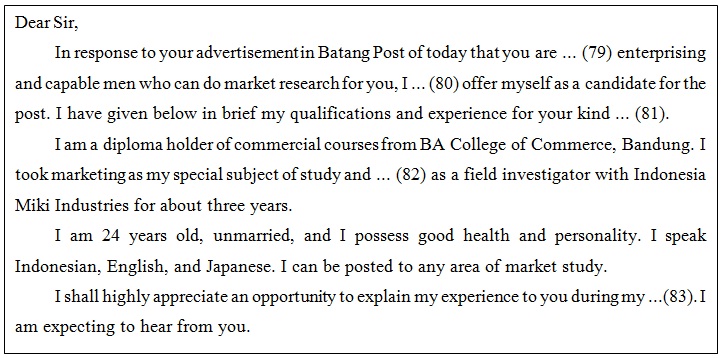 Dear Sir,
In response to your advertisement in Batang Post of today that you are ... (79) enterprising
and capable men who can do market research for you, I ... (80) offer myself as a candidate for the
post. I have given below in brief my qualifications and experience for your kind ... (81).
I am a diploma holder of commercial courses from BA College of Commerce, Bandung. I
took marketing as my special subject of study and ... (82) as a field investigator with Indonesia
Miki Industries for about three years.
I am 24 years old, unmarried, and I possess good health and personality. I speak
Indonesian, English, and Japanese. I can be posted to any area of market study.
I shall highly appreciate an opportunity to explain my experience to you during my ...(83). I
am expecting to hear from you.